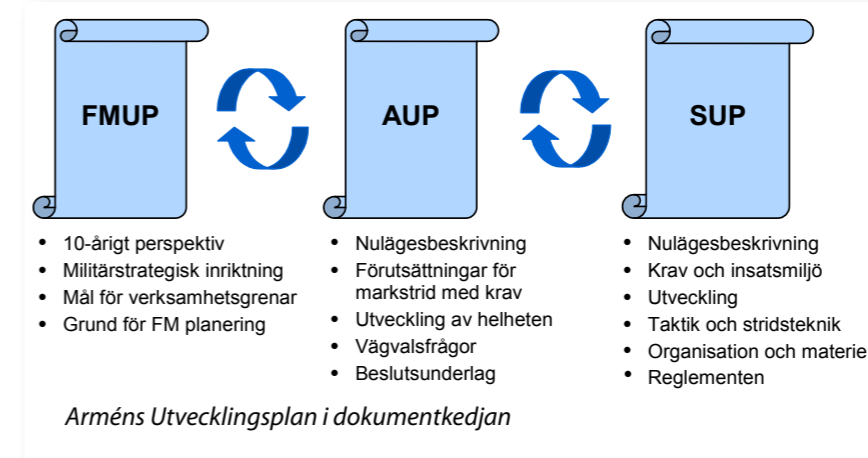 FMUP
• 10-årigt perspektiv
• Militärstrategisk inriktning
• Mål för verksamhetsgrenar
• Grund för FM planering
AUP
• Nulägesbeskrivning
• Förutsättningar för
markstrid med krav
• Utveckling av helheten
• Vägvalsfrågor
• Beslutsunderlag
SUP
• Nulägesbeskrivning
• Krav och insatsmiljö
• Utveckling
• Taktik och stridsteknik
• Organisation och materie
• Reglementen
Arméns Utvecklingsplan i dokumentkedjan